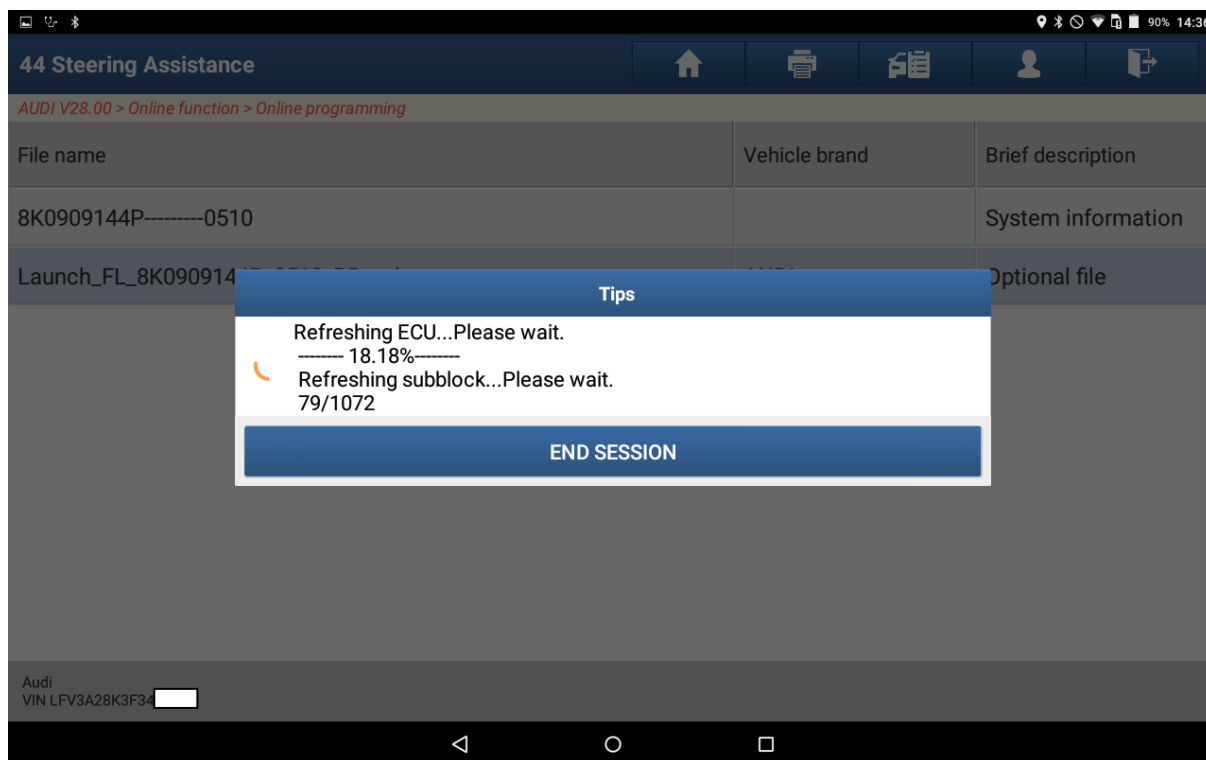 90% 14:36
44 Steering Assistance
AUDI V28.00 > Online function > Online programming
File name Vehicle brand Brief description
8K0909144P---------0510 System information
Launch_FL_8K090914 Optional file
Tips
Refreshing ECU...Please wait.
-------- 18.18%--------
Refreshing subblock...Please wait.
79/1072
END SESSION
Audi
VIN LFV3A28K3F34